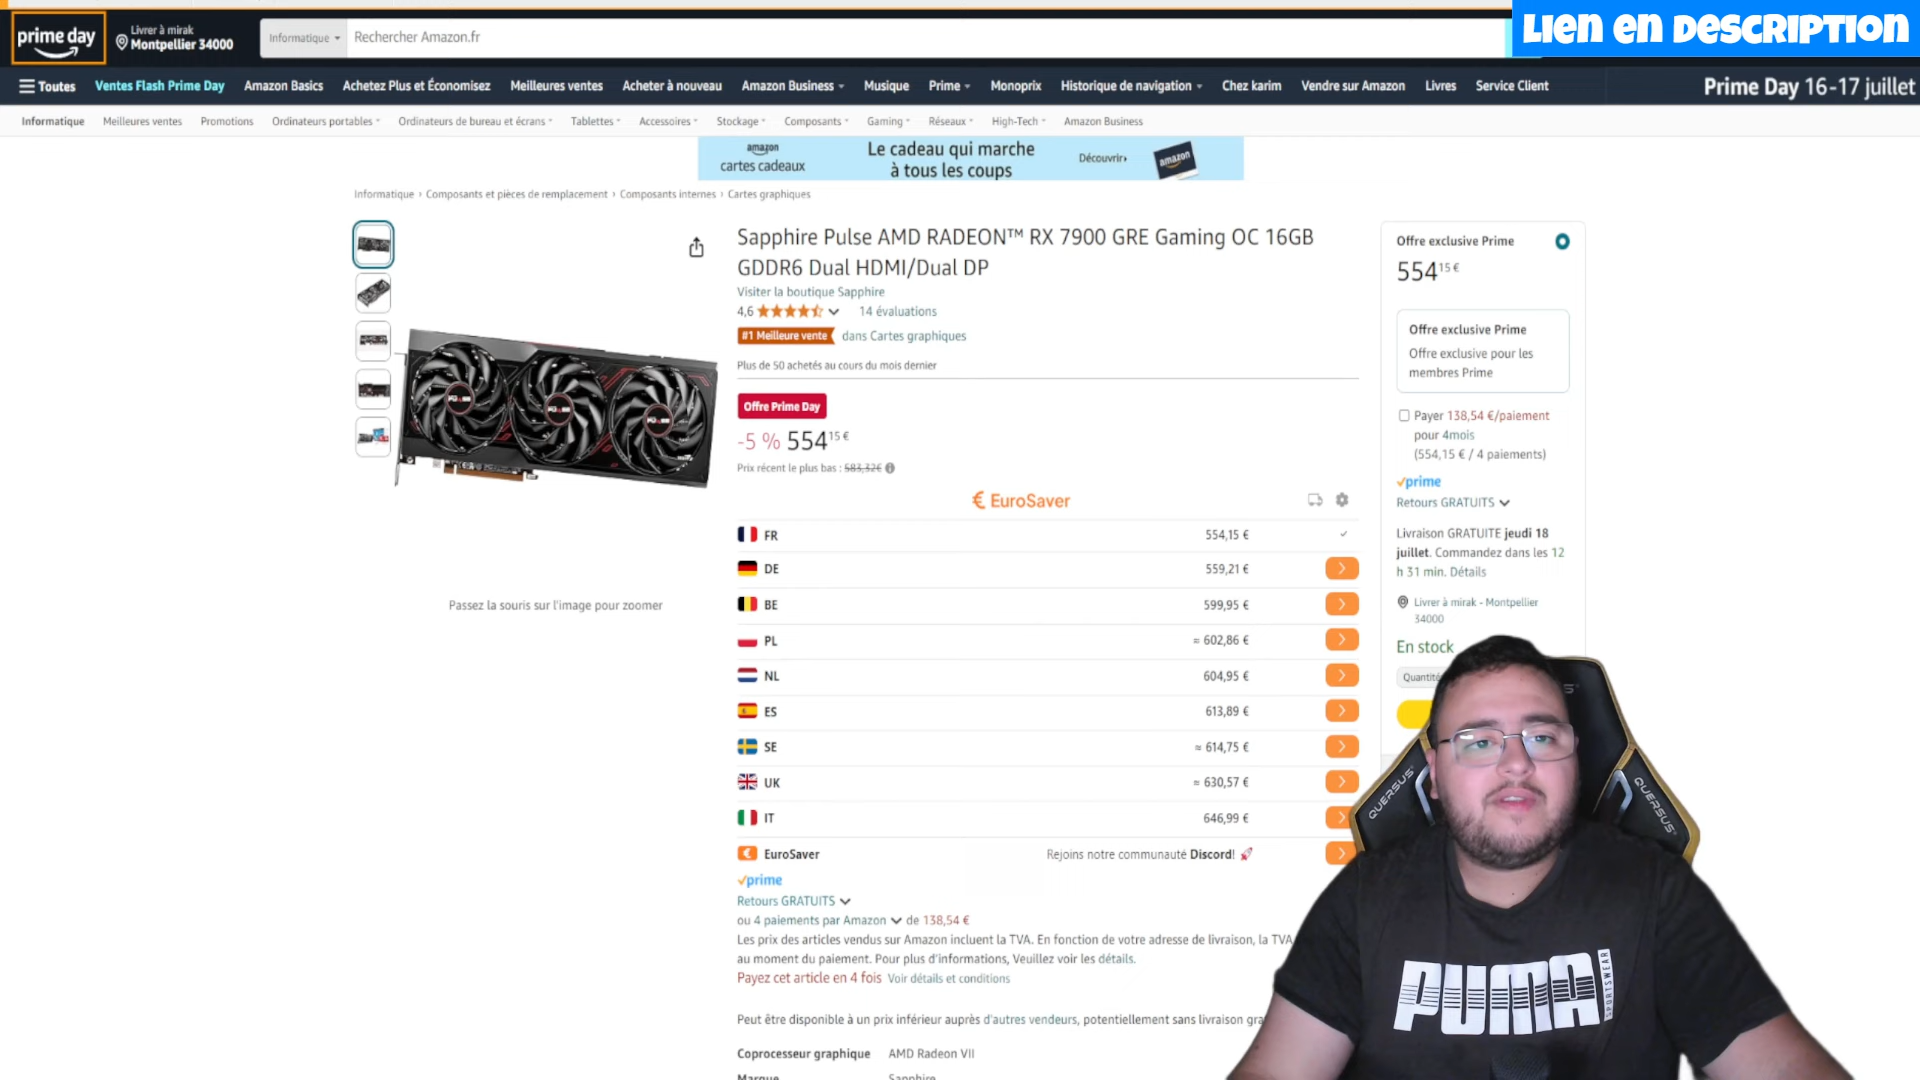 prime day
Livrer à mirak
Montpellier 34000
Informatique
Rechercher Amazon.fr
Lien en description
Toutes
Ventes Flash Prime Day
Amazon Basics
Achetez Plus et Économisez
Meilleures ventes
Acheter à nouveau
Amazon Business
Musique
Prime
Monoprix
Historique de navigation
Chez karim
Vendre sur Amazon
Livres
Service Client
Prime Day 16-17 juillet
Informatique
Meilleures ventes
Promotions
Ordinateurs portables
Ordinateurs de bureau et écrans
Tablettes
Accessoires
Stockage
Composants
Gaming
Réseaux
High-Tech
Amazon Business
amazon
cartes cadeaux
Le cadeau qui marche
à tous les coups
Découvrir›
amazon
Informatique › Composants et pièces de remplacement › Composants internes › Cartes graphiques
Sapphire Pulse AMD RADEON™ RX 7900 GRE Gaming OC 16GB
GDDR6 Dual HDMI/Dual DP
Visiter la boutique Sapphire
4,6
14 évaluations
#1 Meilleure vente
dans Cartes graphiques
Plus de 50 achetés au cours du mois dernier
Offre Prime Day
-5 % 554,15 €
Prix récent le plus bas : 583,32€
€ EuroSaver
FR 554,15 €
DE 559,21 €
BE 599,95 €
PL ≈ 602,86 €
NL 604,95 €
ES 613,89 €
SE ≈ 614,75 €
UK ≈ 630,57 €
IT 646,99 €
€ EuroSaver
Rejoins notre communauté Discord!
prime
Retours GRATUITS
ou 4 paiements par Amazon de 138,54 €
Les prix des articles vendus sur Amazon incluent la TVA. En fonction de votre adresse de livraison, la TVA
au moment du paiement. Pour plus d'informations, Veuillez voir les détails.
Payez cet article en 4 fois Voir détails et conditions
Peut être disponible à un prix inférieur auprès d'autres vendeurs, potentiellement sans livraison
Coprocesseur graphique AMD Radeon VII
Marque Sapphire
Passez la souris sur l'image pour zoomer
Offre exclusive Prime
554,15 €
Offre exclusive Prime
Offre exclusive pour les
membres Prime
Payer 138,54 €/paiement
pour 4mois
(554,15 € / 4 paiements)
prime
Retours GRATUITS
Livraison GRATUITE jeudi 18
juillet. Commandez dans les 12
h 31 min. Détails
Livrer à mirak - Montpellier
34000
En stock
Quantité
QUERSUS
QUERSUS
PUMA
SPORTSWEAR